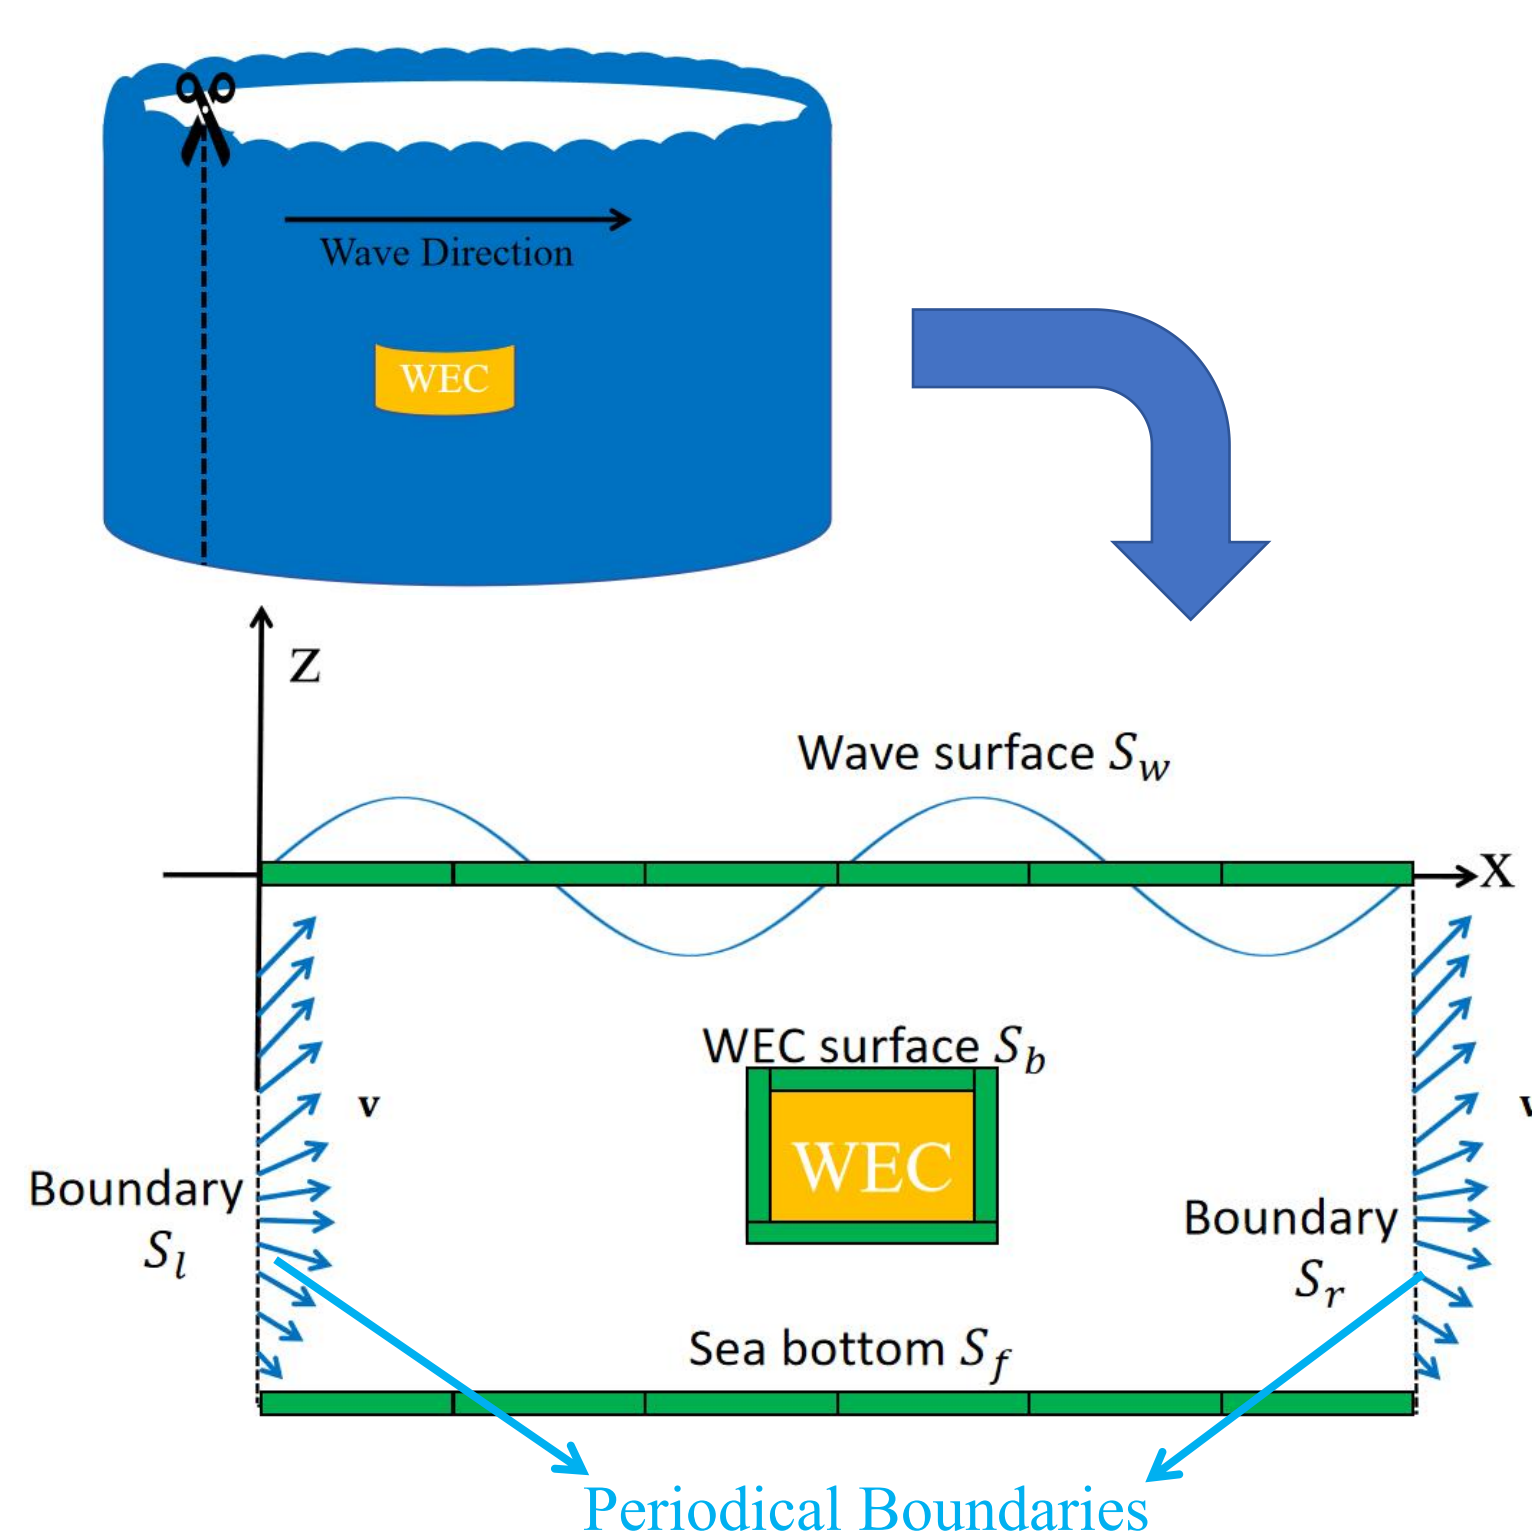 Wave Direction
WEC
Z
Wave surface S_w
X
WEC surface S_b
v
v
WEC
Boundary
S_l
Boundary
S_r
Sea bottom S_f
Periodical Boundaries